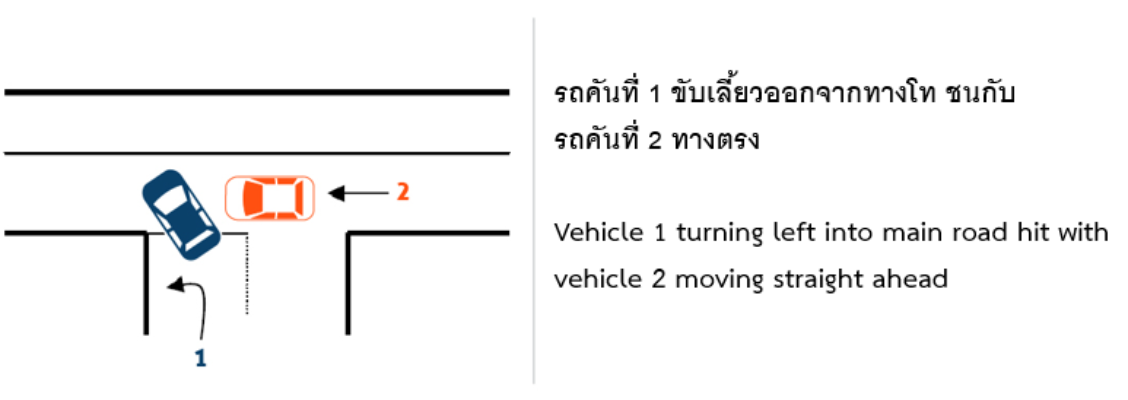 รถคันที่ 1 ขับเลี้ยวออกจากทางโท ชนกับ
รถคันที่ 2 ทางตรง
Vehicle 1 turning left into main road hit with
vehicle 2 moving straight ahead
2
1